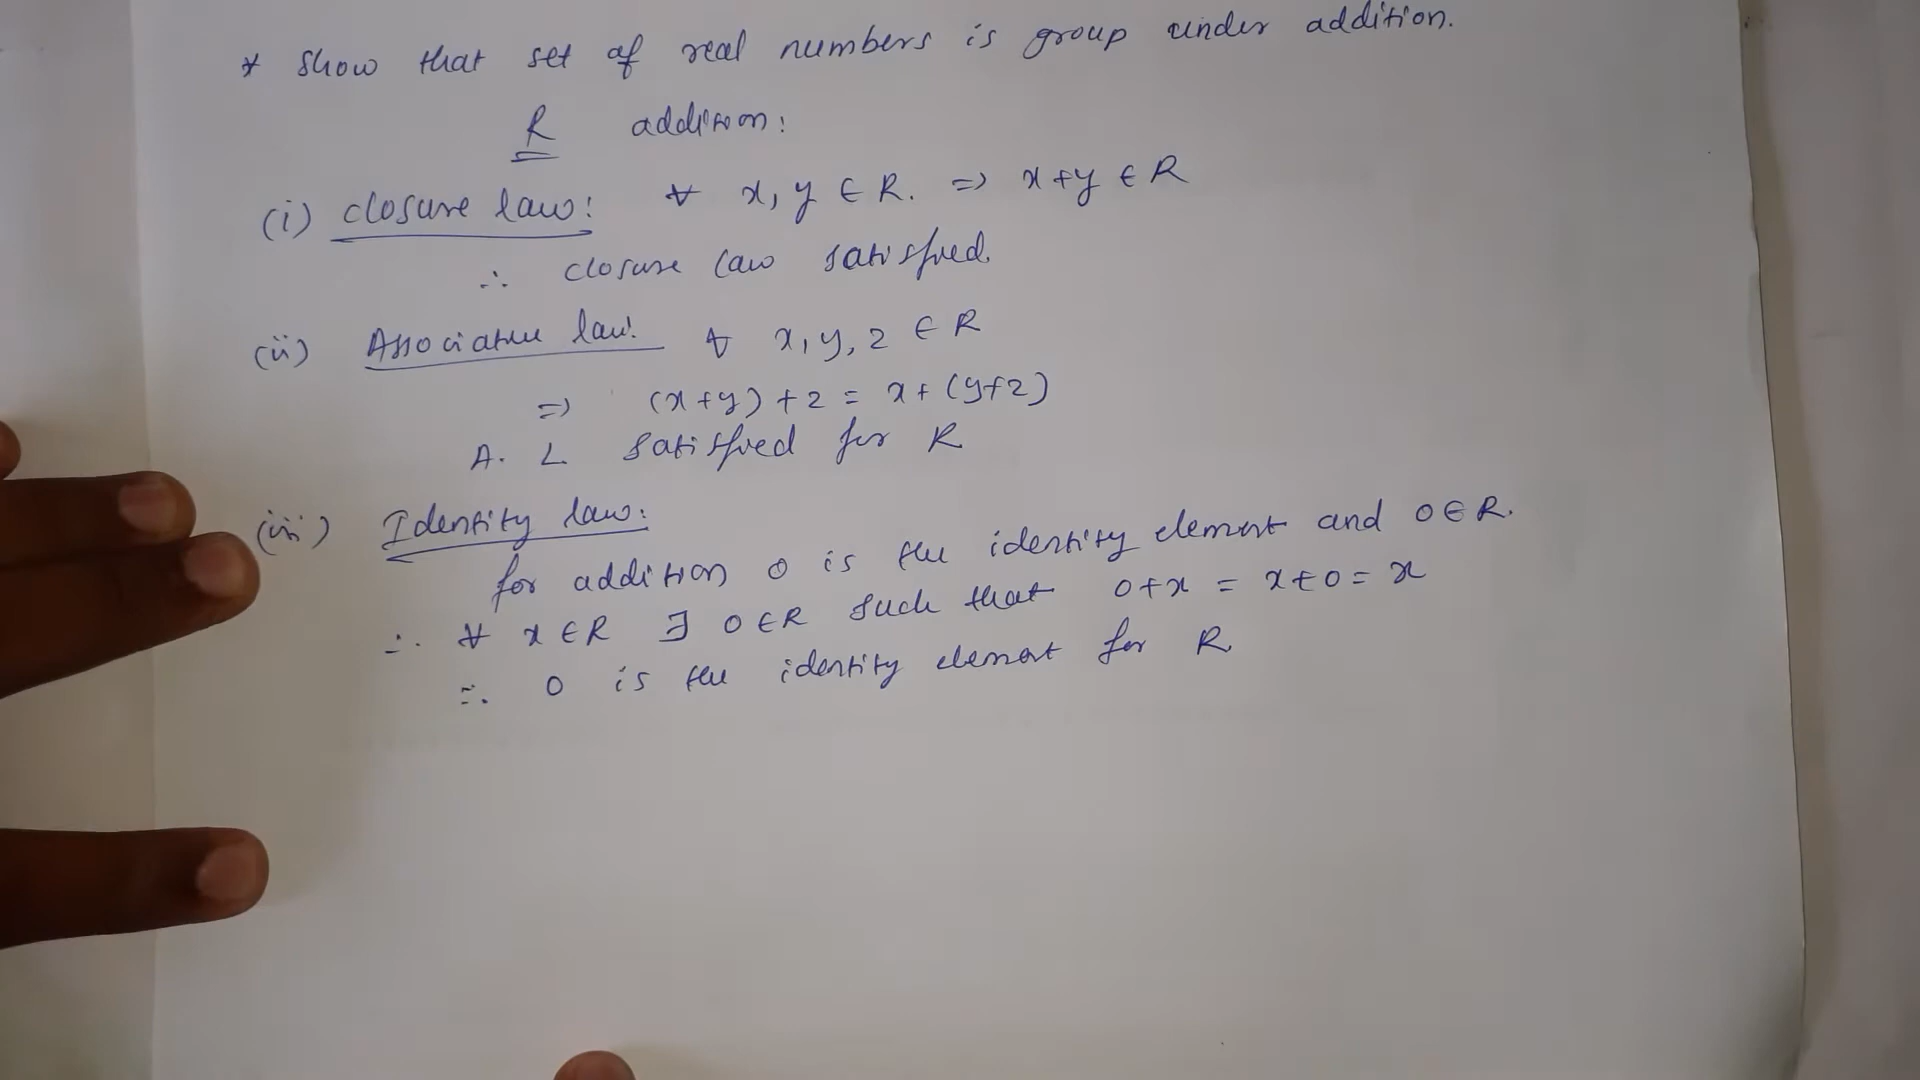 * Show that set of real numbers is group under addition.
R addition:
(i) closure law: ∀ x, y ∈ R. => x+y ∈ R
∴ closure law satisfied.
(ii) Associative law: ∀ x, y, z ∈ R
=> (x+y)+z = x+(y+z)
A. L satisfied for R
(iii) Identity law:
for addition 0 is the identity element and 0∈R.
∴ ∀ x∈R ∃ 0∈R such that 0+x = x+0 = x
∴ 0 is the identity element for R